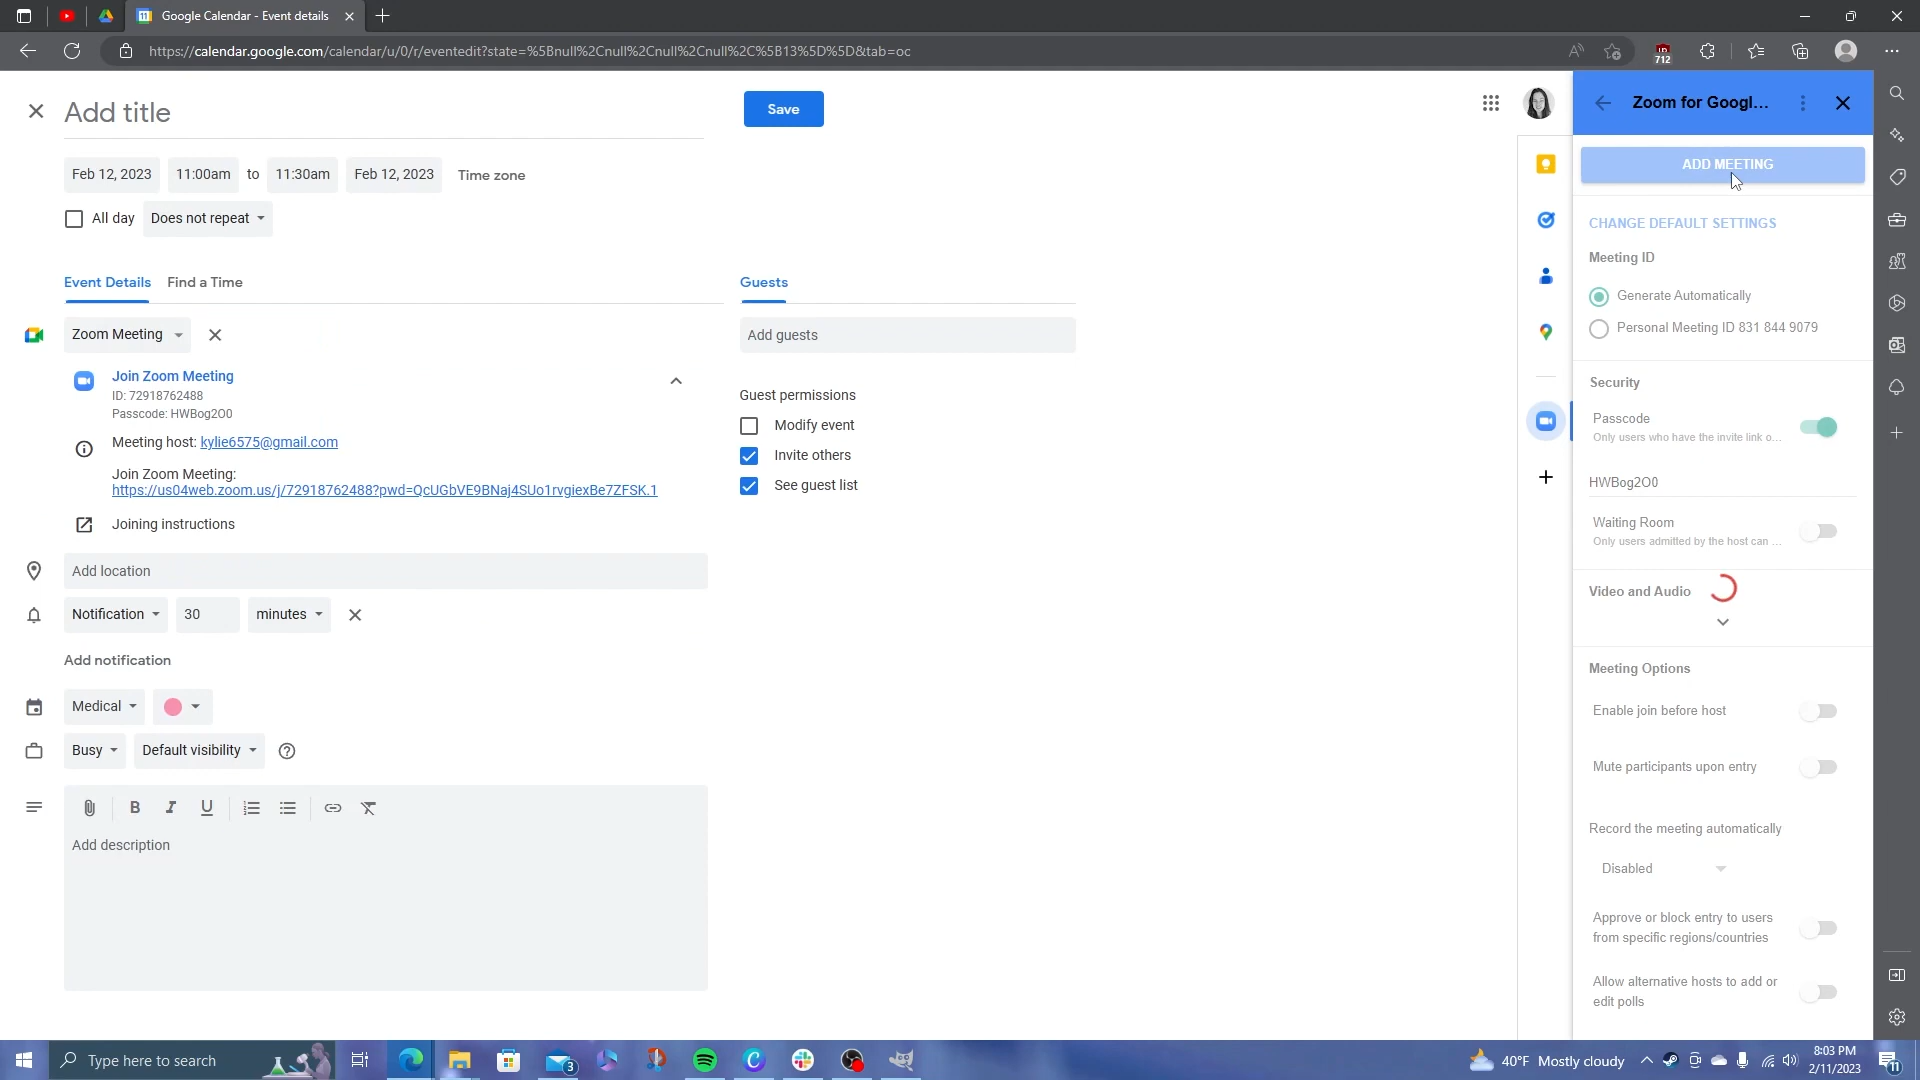 Google Calendar - Event details
https://calendar.google.com/calendar/u/0/r/eventedit?state=%5Bnull%2Cnull%2Cnull%2Cnull%2C%5B13%5D%5D&tab=oc
712
Add title
Save
Feb 12, 2023 11:00am to 11:30am Feb 12, 2023 Time zone
All day Does not repeat
Event Details Find a Time
Guests
Zoom Meeting
Add guests
Join Zoom Meeting
ID: 72918762488
Passcode: HWBog2O0
Meeting host: kylie6575@gmail.com
Join Zoom Meeting:
https://us04web.zoom.us/j/72918762488?pwd=QcUGbVE9BNaj4SUo1rvgiexBe7ZFSK.1
Joining instructions
Guest permissions
Modify event
Invite others
See guest list
Add location
Notification 30 minutes
Add notification
Medical
Busy Default visibility
B I U
Add description
Zoom for Googl...
ADD MEETING
CHANGE DEFAULT SETTINGS
Meeting ID
Generate Automatically
Personal Meeting ID 831 844 9079
Security
Passcode
Only users who have the invite link o...
HWBog2O0
Waiting Room
Only users admitted by the host can ...
Video and Audio
Meeting Options
Enable join before host
Mute participants upon entry
Record the meeting automatically
Disabled
Approve or block entry to users
from specific regions/countries
Allow alternative hosts to add or
edit polls
Type here to search
3
40°F Mostly cloudy
8:03 PM
2/11/2023
11